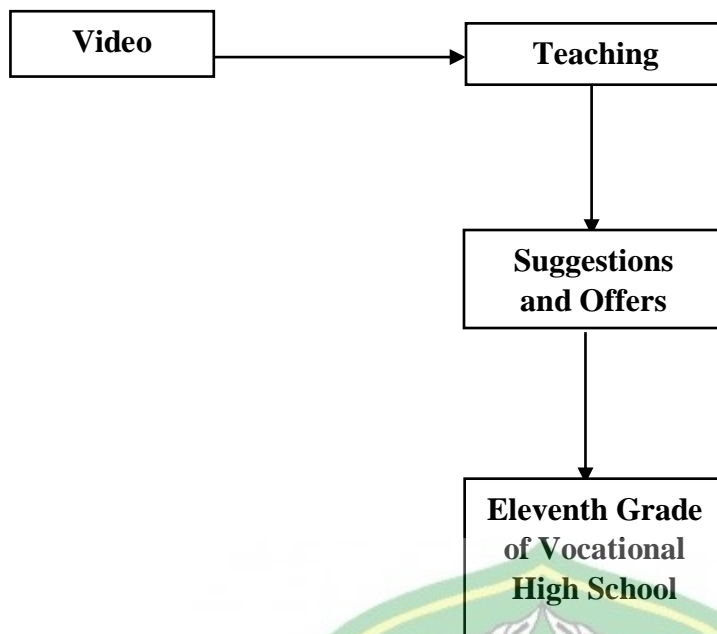 Video
Teaching
Suggestions
and Offers
Eleventh Grade
of Vocational
High School